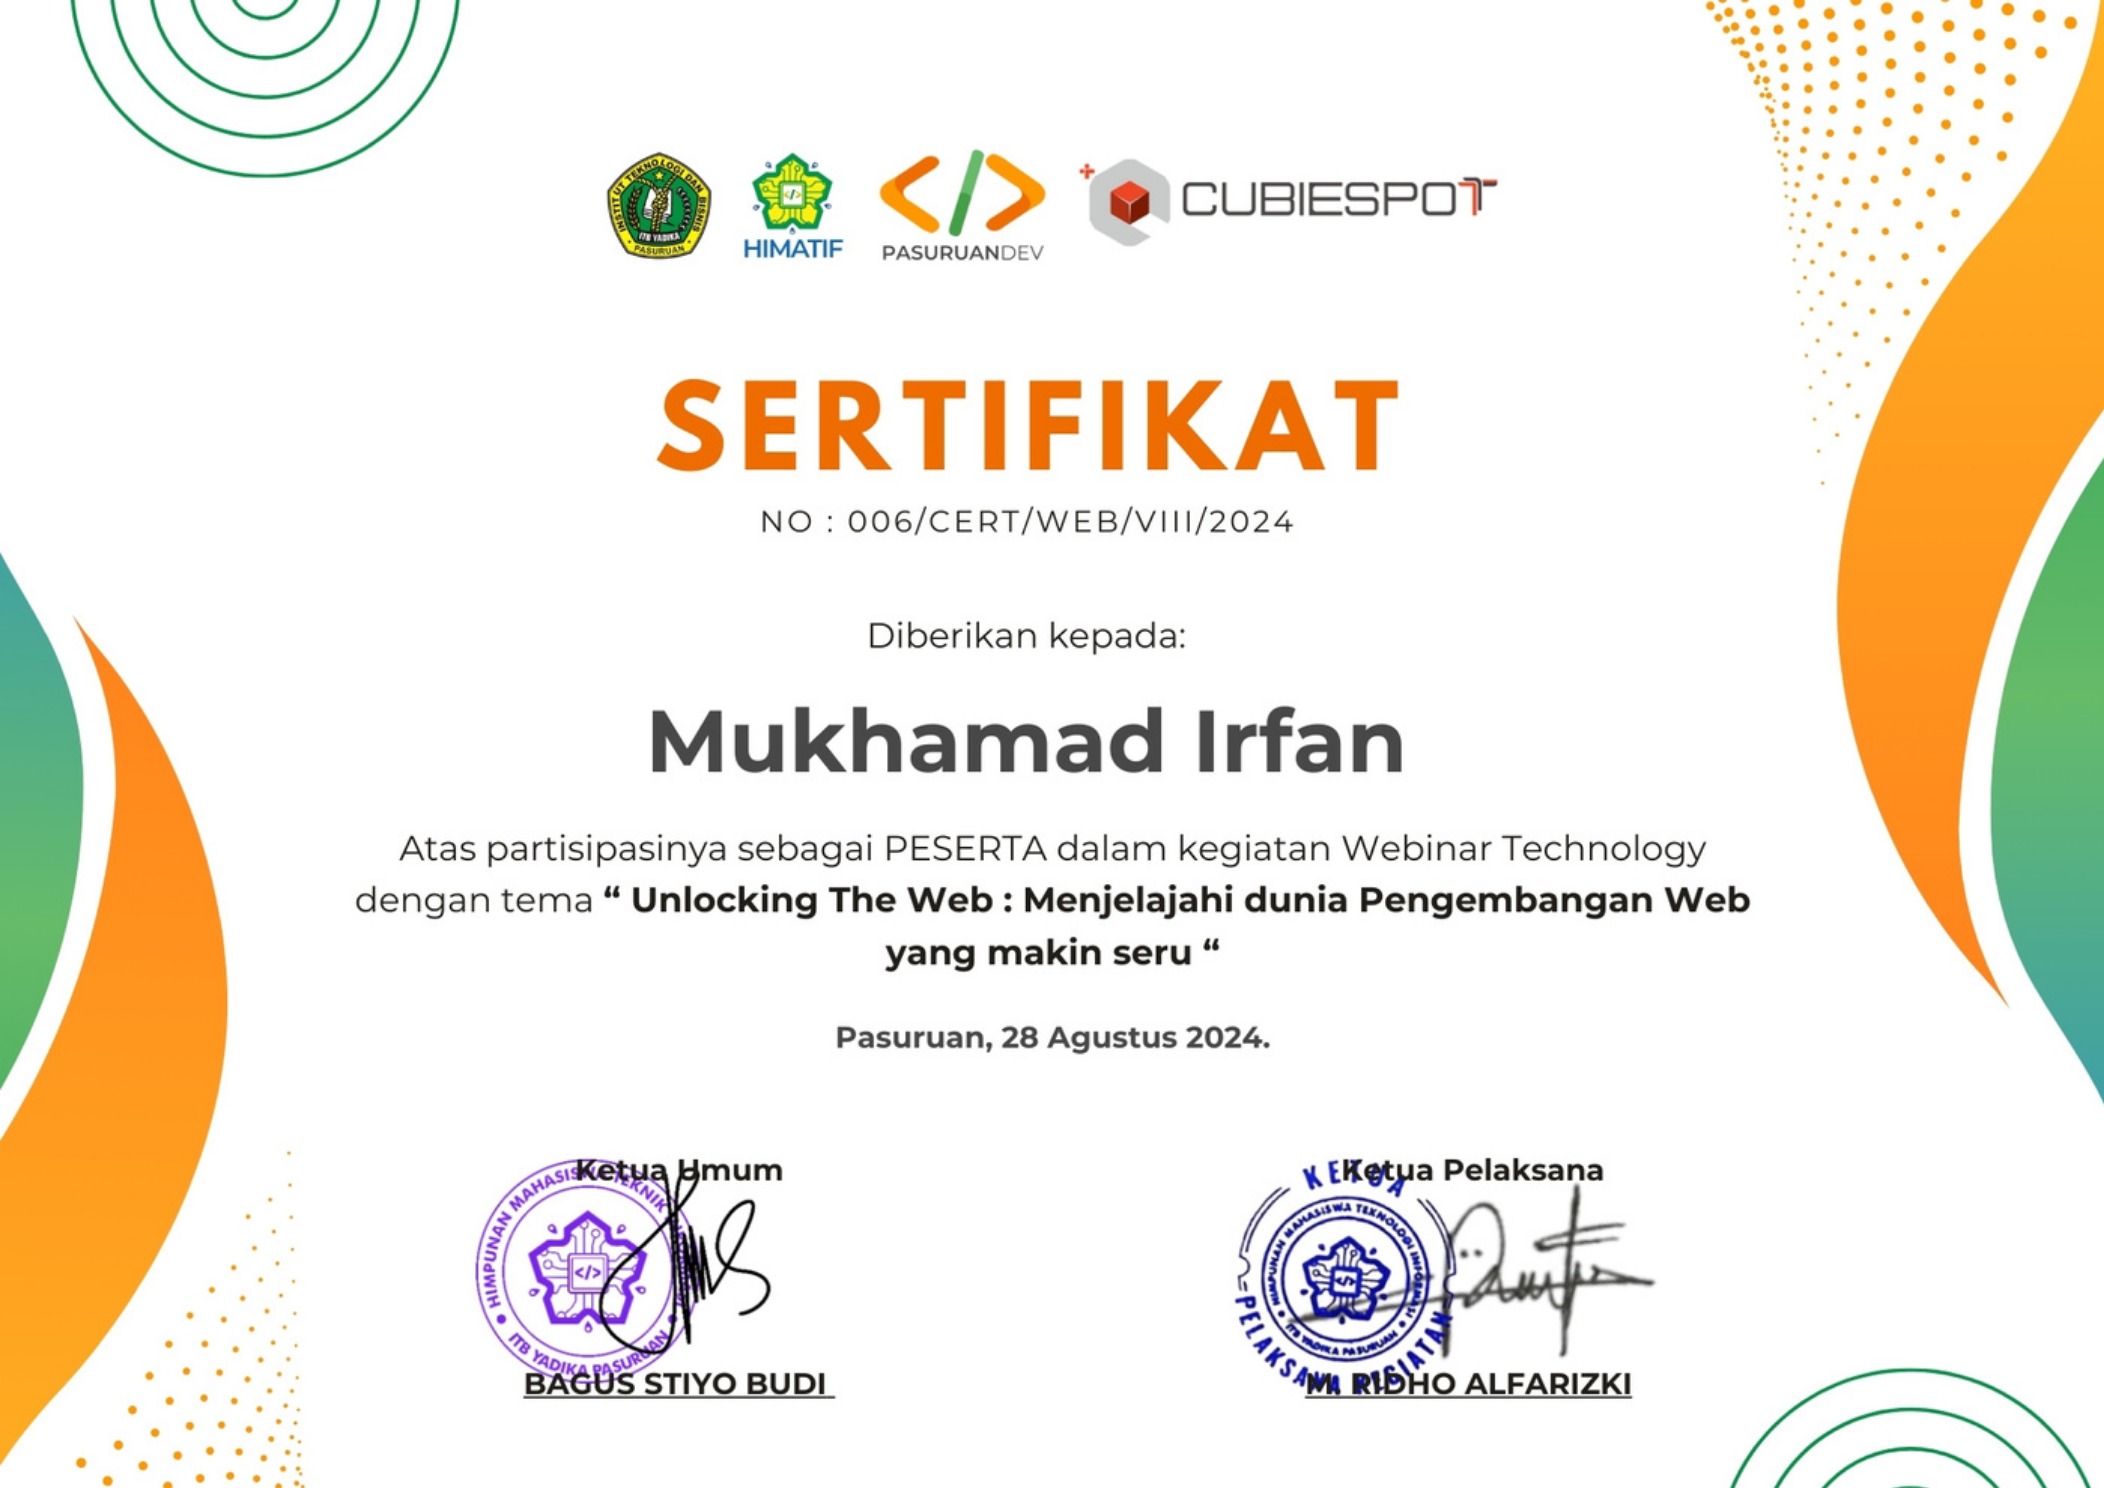 INSTITUT TEKNOLOGI DAN BISNIS
ITB YADIKA
PASURUAN
HIMATIF
PASURUANDEV
CUBIESPOT
SERTIFIKAT
NO : 006/CERT/WEB/VIII/2024
Diberikan kepada:
Mukhamad Irfan
Atas partisipasinya sebagai PESERTA dalam kegiatan Webinar Technology
dengan tema “ Unlocking The Web : Menjelajahi dunia Pengembangan Web
yang makin seru “
Pasuruan, 28 Agustus 2024.
Ketua Umum
HIMPUNAN MAHASISWA TEKNIK
</>
ITB YADIKA PASURUAN
BAGUS STIYO BUDI
Ketua Pelaksana
KETUA
HIMPUNAN MAHASISWA TEKNOLOGI INFORMASI
</>
ITB YADIKA PASURUAN
PELAKSANA KEGIATAN
M. RIDHO ALFARIZKI